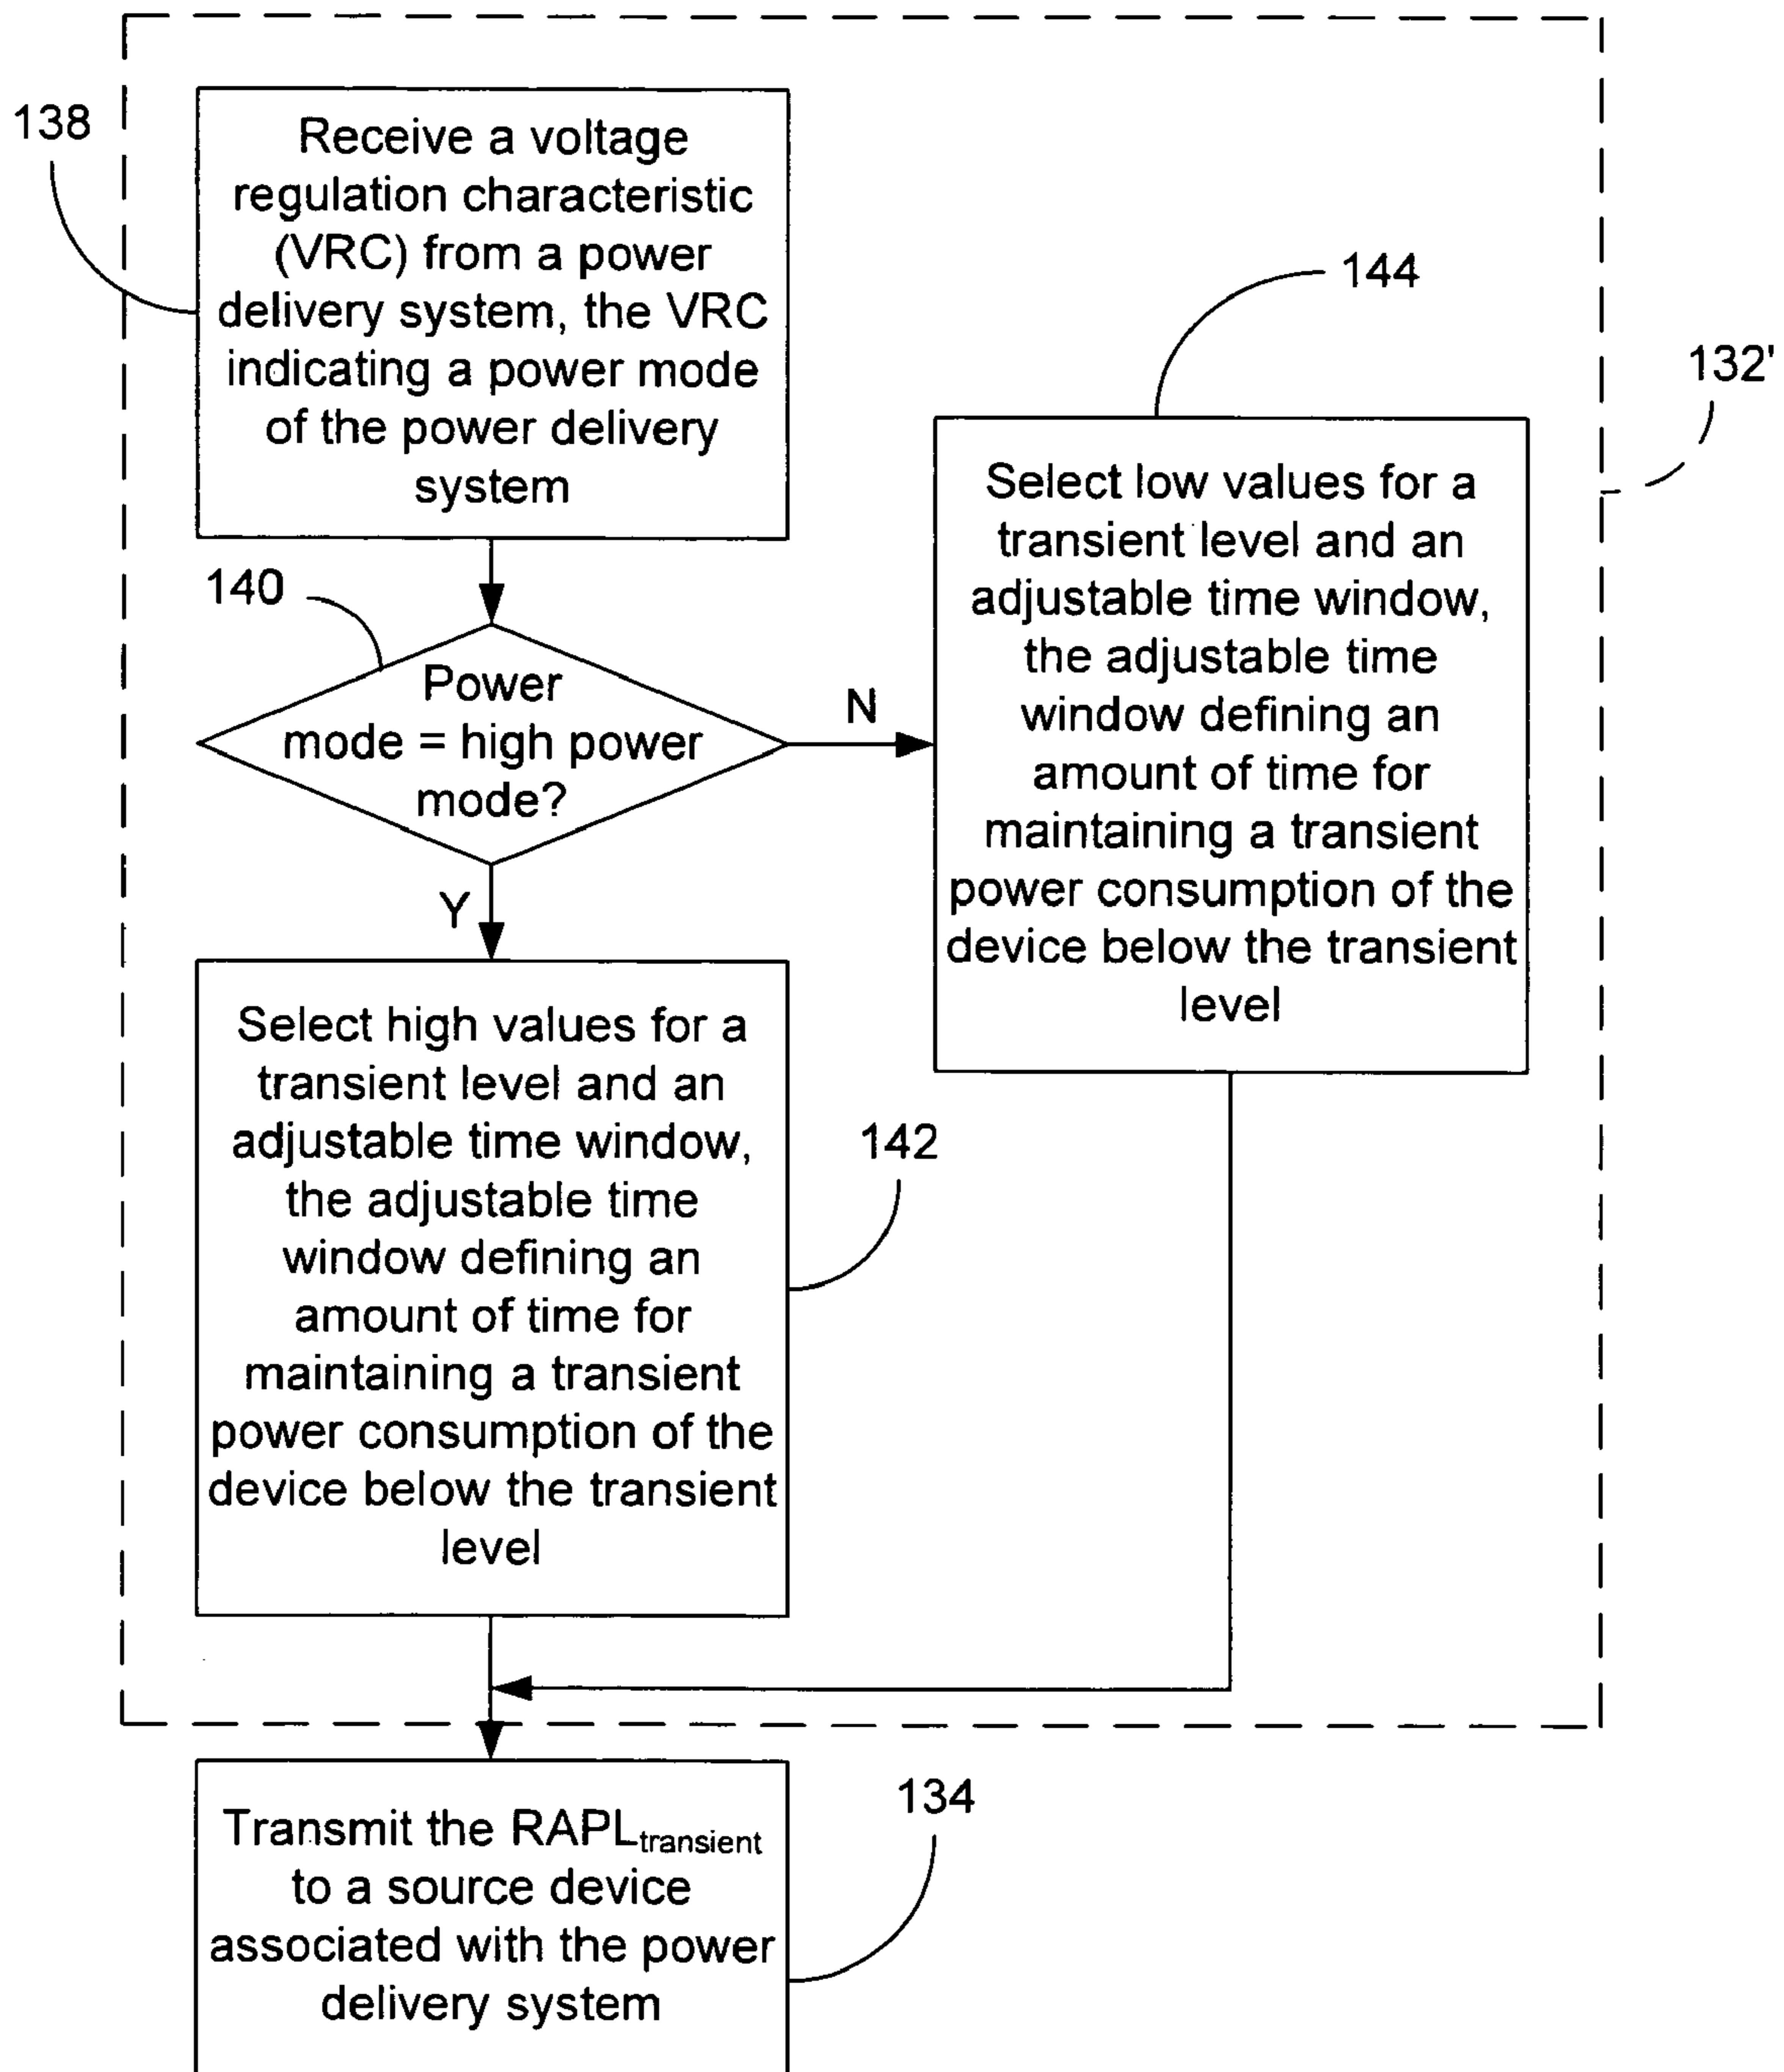 138
Receive a voltage
regulation characteristic
(VRC) from a power
delivery system, the VRC
indicating a power mode
of the power delivery
system
140
Power
mode = high power
mode?
N
Y
144
132'
Select low values for a
transient level and an
adjustable time window,
the adjustable time
window defining an
amount of time for
maintaining a transient
power consumption of the
device below the transient
level
Select high values for a
transient level and an
adjustable time window,
the adjustable time
window defining an
amount of time for
maintaining a transient
power consumption of the
device below the transient
level
142
Transmit the RAPLtransient
to a source device
associated with the power
delivery system
134